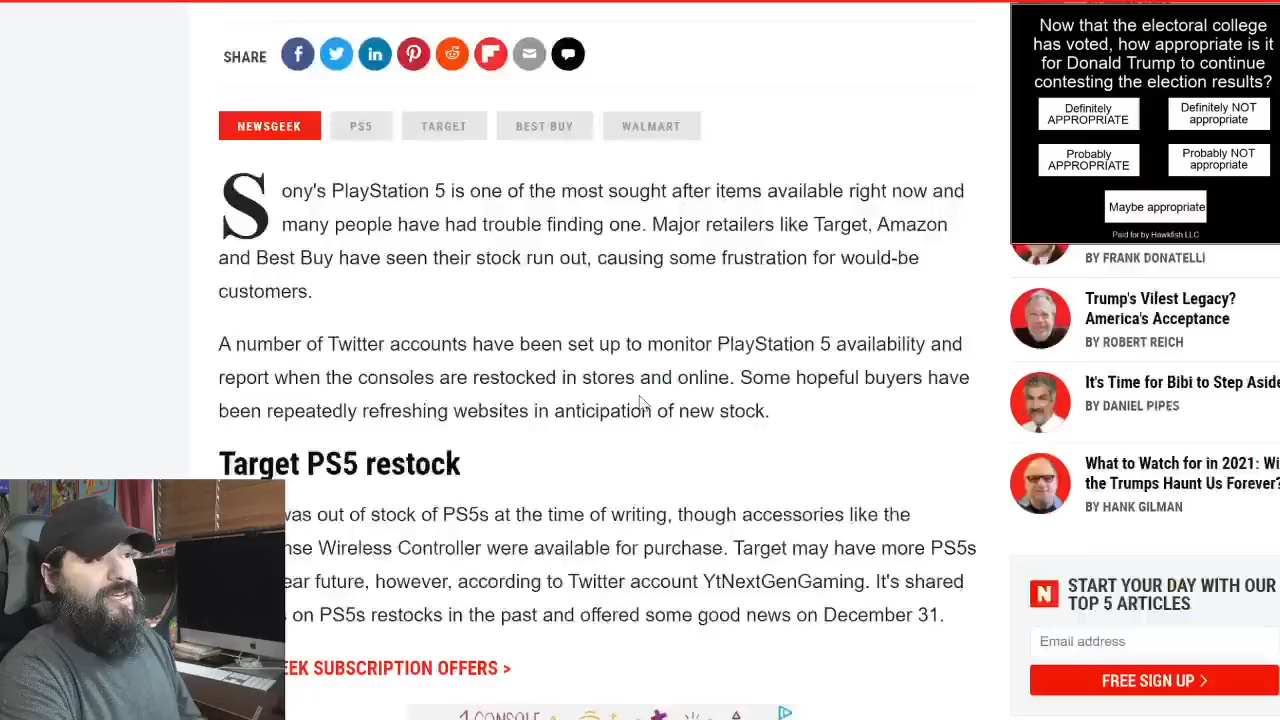 SHARE
NEWSGEEK
PS5
TARGET
BEST BUY
WALMART
Sony's PlayStation 5 is one of the most sought after items available right now and
many people have had trouble finding one. Major retailers like Target, Amazon
and Best Buy have seen their stock run out, causing some frustration for would-be
customers.
A number of Twitter accounts have been set up to monitor PlayStation 5 availability and
report when the consoles are restocked in stores and online. Some hopeful buyers have
been repeatedly refreshing websites in anticipation of new stock.
Target PS5 restock
was out of stock of PS5s at the time of writing, though accessories like the
nse Wireless Controller were available for purchase. Target may have more PS5s
ear future, however, according to Twitter account YtNextGenGaming. It's shared
on PS5s restocks in the past and offered some good news on December 31.
EEK SUBSCRIPTION OFFERS >
Now that the electoral college
has voted, how appropriate is it
for Donald Trump to continue
contesting the election results?
Definitely
APPROPRIATE
Definitely NOT
appropriate
Probably
APPROPRIATE
Probably NOT
appropriate
Maybe appropriate
Paid for by Hawkfish LLC
BY FRANK DONATELLI
Trump's Vilest Legacy?
America's Acceptance
BY ROBERT REICH
It's Time for Bibi to Step Aside
BY DANIEL PIPES
What to Watch for in 2021: Wi
the Trumps Haunt Us Forever?
BY HANK GILMAN
N
START YOUR DAY WITH OUR
TOP 5 ARTICLES
Email address
FREE SIGN UP >